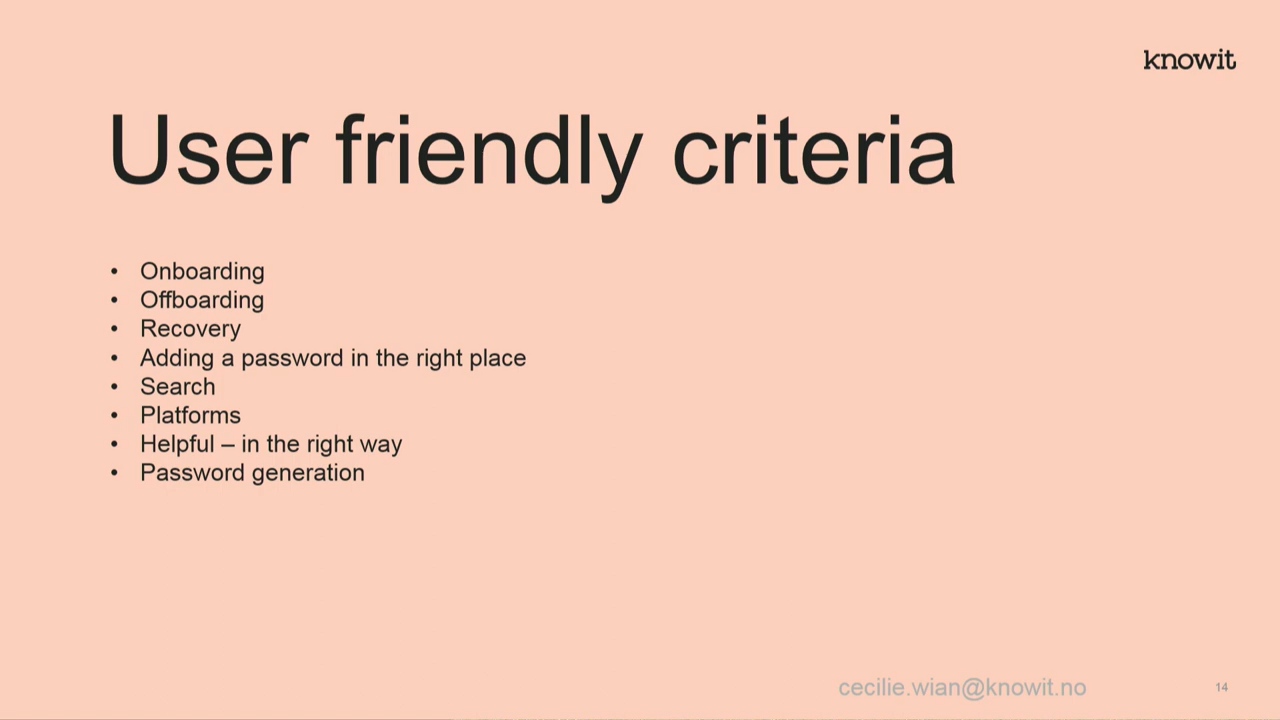 knowit
User friendly criteria
• Onboarding
• Offboarding
• Recovery
• Adding a password in the right place
• Search
• Platforms
• Helpful – in the right way
• Password generation
cecilie.wian@knowit.no
14